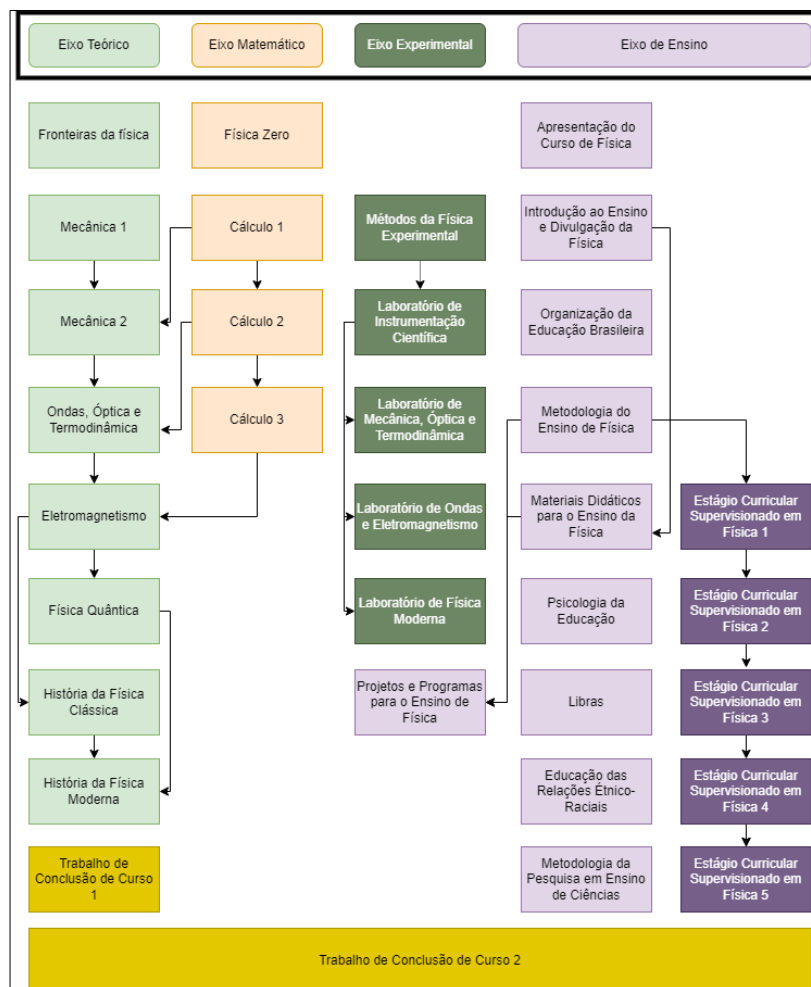 Eixo Teórico
Eixo Matemático
Eixo Experimental
Eixo de Ensino
Fronteiras da física
Física Zero
Apresentação do
Curso de Física
Mecânica 1
Cálculo 1
Métodos da Física
Experimental
Introdução ao Ensino
e Divulgação da
Física
Mecânica 2
Cálculo 2
Laboratório de
Instrumentação
Científica
Organização da
Educação Brasileira
Ondas, Óptica e
Termodinâmica
Cálculo 3
Laboratório de
Mecânica, Óptica e
Termodinâmica
Metodologia do
Ensino de Física
Eletromagnetismo
Laboratório de Ondas
e Eletromagnetismo
Materiais Didáticos
para o Ensino da
Física
Estágio Curricular
Supervisionado em
Física 1
Física Quântica
Laboratório de Física
Moderna
Psicologia da
Educação
Estágio Curricular
Supervisionado em
Física 2
História da Física
Clássica
Projetos e Programas
para o Ensino de
Física
Libras
Estágio Curricular
Supervisionado em
Física 3
História da Física
Moderna
Educação das
Relações Étnico-
Raciais
Estágio Curricular
Supervisionado em
Física 4
Trabalho de
Conclusão de Curso
1
Metodologia da
Pesquisa em Ensino
de Ciências
Estágio Curricular
Supervisionado em
Física 5
Trabalho de Conclusão de Curso 2